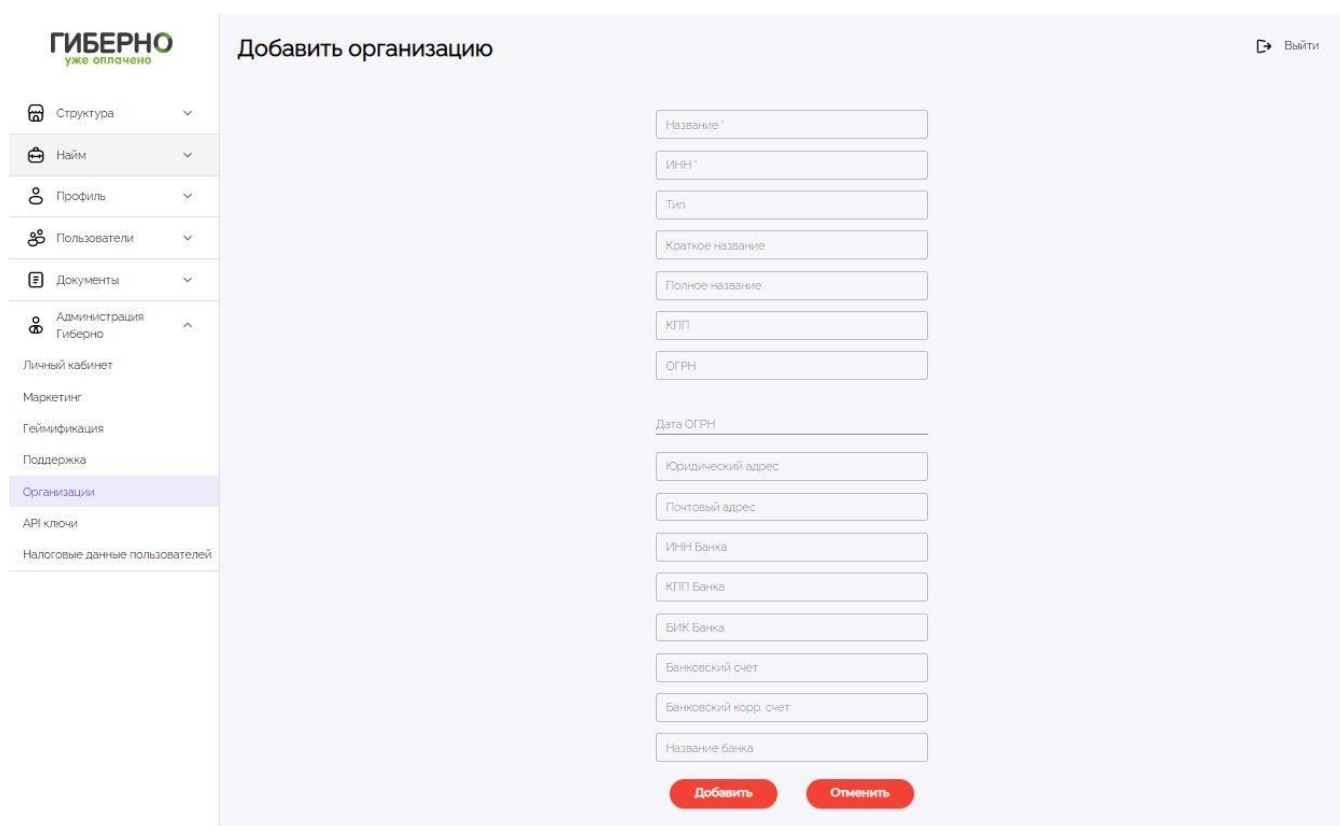 ГИБЕРНО
уже оплачено
Добавить организацию
Выйти
Структура
Найм
Профиль
Пользователи
Документы
Администрация
Гиберно
Личный кабинет
Маркетинг
Геймификация
Поддержка
Организации
API ключи
Налоговые данные пользователей
Название *
ИНН *
Тип
Краткое название
Полное название
КПП
ОГРН
Дата ОГРН
Юридический адрес
Почтовый адрес
ИНН Банка
КПП Банка
БИК Банка
Банковский счет
Банковский корр. счет
Название банка
Добавить
Отменить